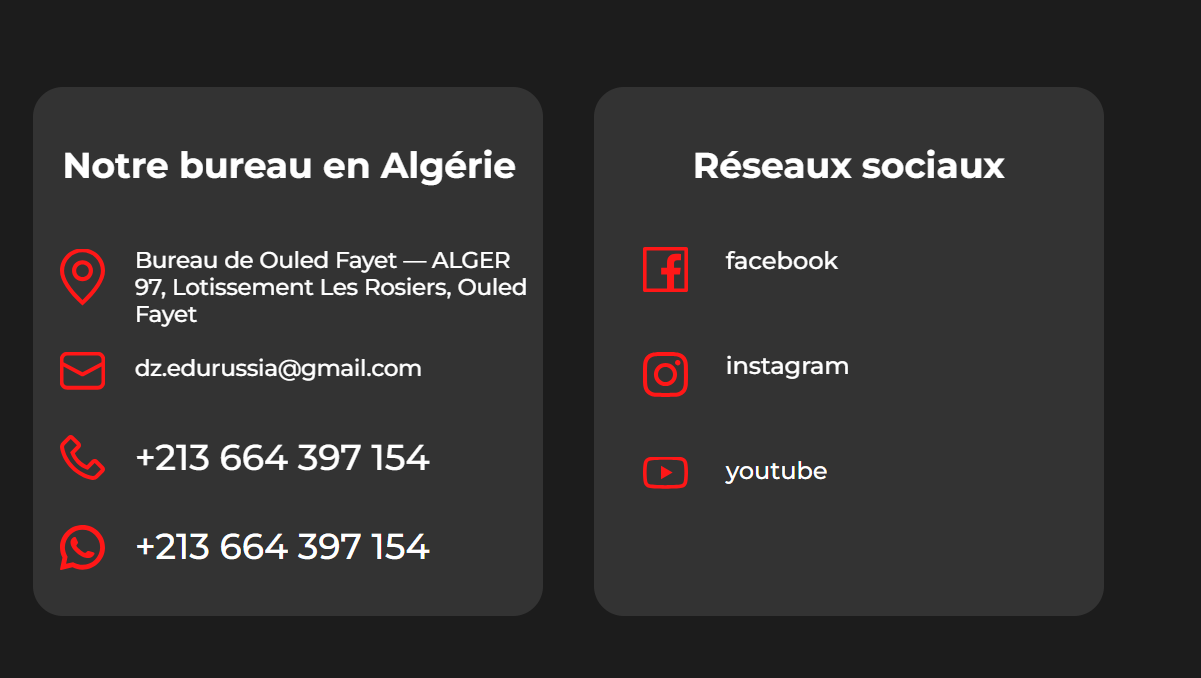 Notre bureau en Algérie
Bureau de Ouled Fayet — ALGER
97, Lotissement Les Rosiers, Ouled
Fayet
dz.edurussia@gmail.com
+213 664 397 154
+213 664 397 154
Réseaux sociaux
facebook
instagram
youtube